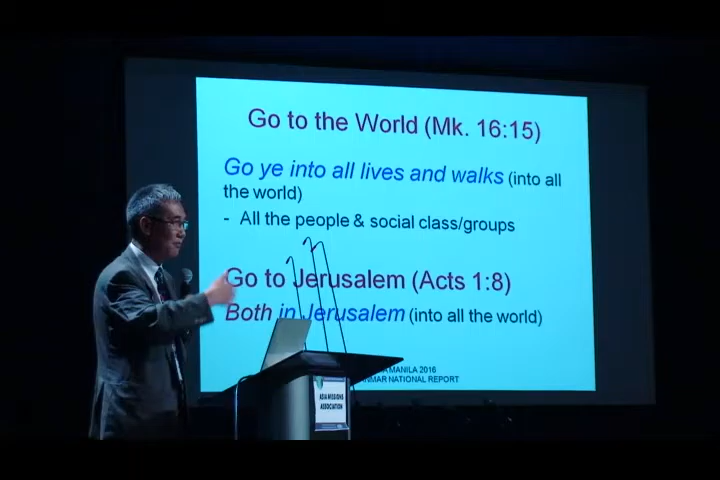 Go to the World (Mk. 16:15)
Go ye into all lives and walks (into all
the world)
- All the people & social class/groups
Go to Jerusalem (Acts 1:8)
Both in Jerusalem (into all the world)
MANILA 2016
NATIONAL REPORT
ASIA MISSIONS
ASSOCIATION